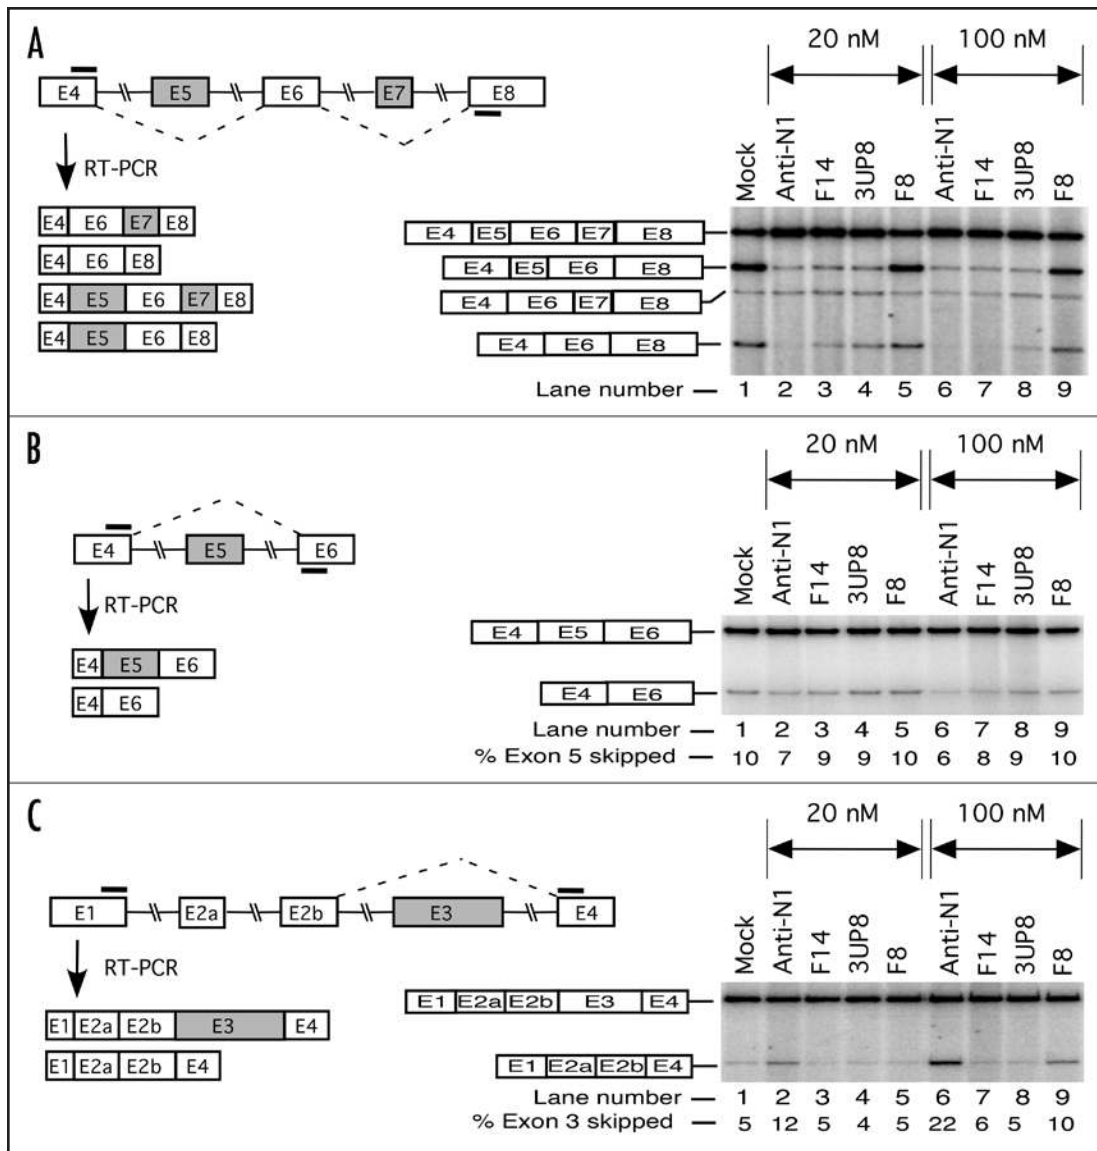 A
20 nM 100 nM
E4 E5 E6 E7 E8
RT-PCR
Mock Anti-N1 F14 3UP8 F8 Anti-N1 F14 3UP8 F8
E4 E6 E7 E8
E4 E6 E8
E4 E5 E6 E7 E8
E4 E5 E6 E8
E4 E5 E6 E7 E8
E4 E5 E6 E8
E4 E6 E7 E8
E4 E6 E8
Lane number — 1 2 3 4 5 6 7 8 9
B
20 nM 100 nM
E4 E5 E6
RT-PCR
Mock Anti-N1 F14 3UP8 F8 Anti-N1 F14 3UP8 F8
E4 E5 E6
E4 E6
E4 E5 E6
E4 E6
Lane number — 1 2 3 4 5 6 7 8 9
% Exon 5 skipped — 10 7 9 9 10 6 8 9 10
C
20 nM 100 nM
E1 E2a E2b E3 E4
RT-PCR
Mock Anti-N1 F14 3UP8 F8 Anti-N1 F14 3UP8 F8
E1 E2a E2b E3 E4
E1 E2a E2b E4
E1 E2a E2b E3 E4
E1 E2a E2b E4
Lane number — 1 2 3 4 5 6 7 8 9
% Exon 3 skipped — 5 12 5 4 5 22 6 5 10